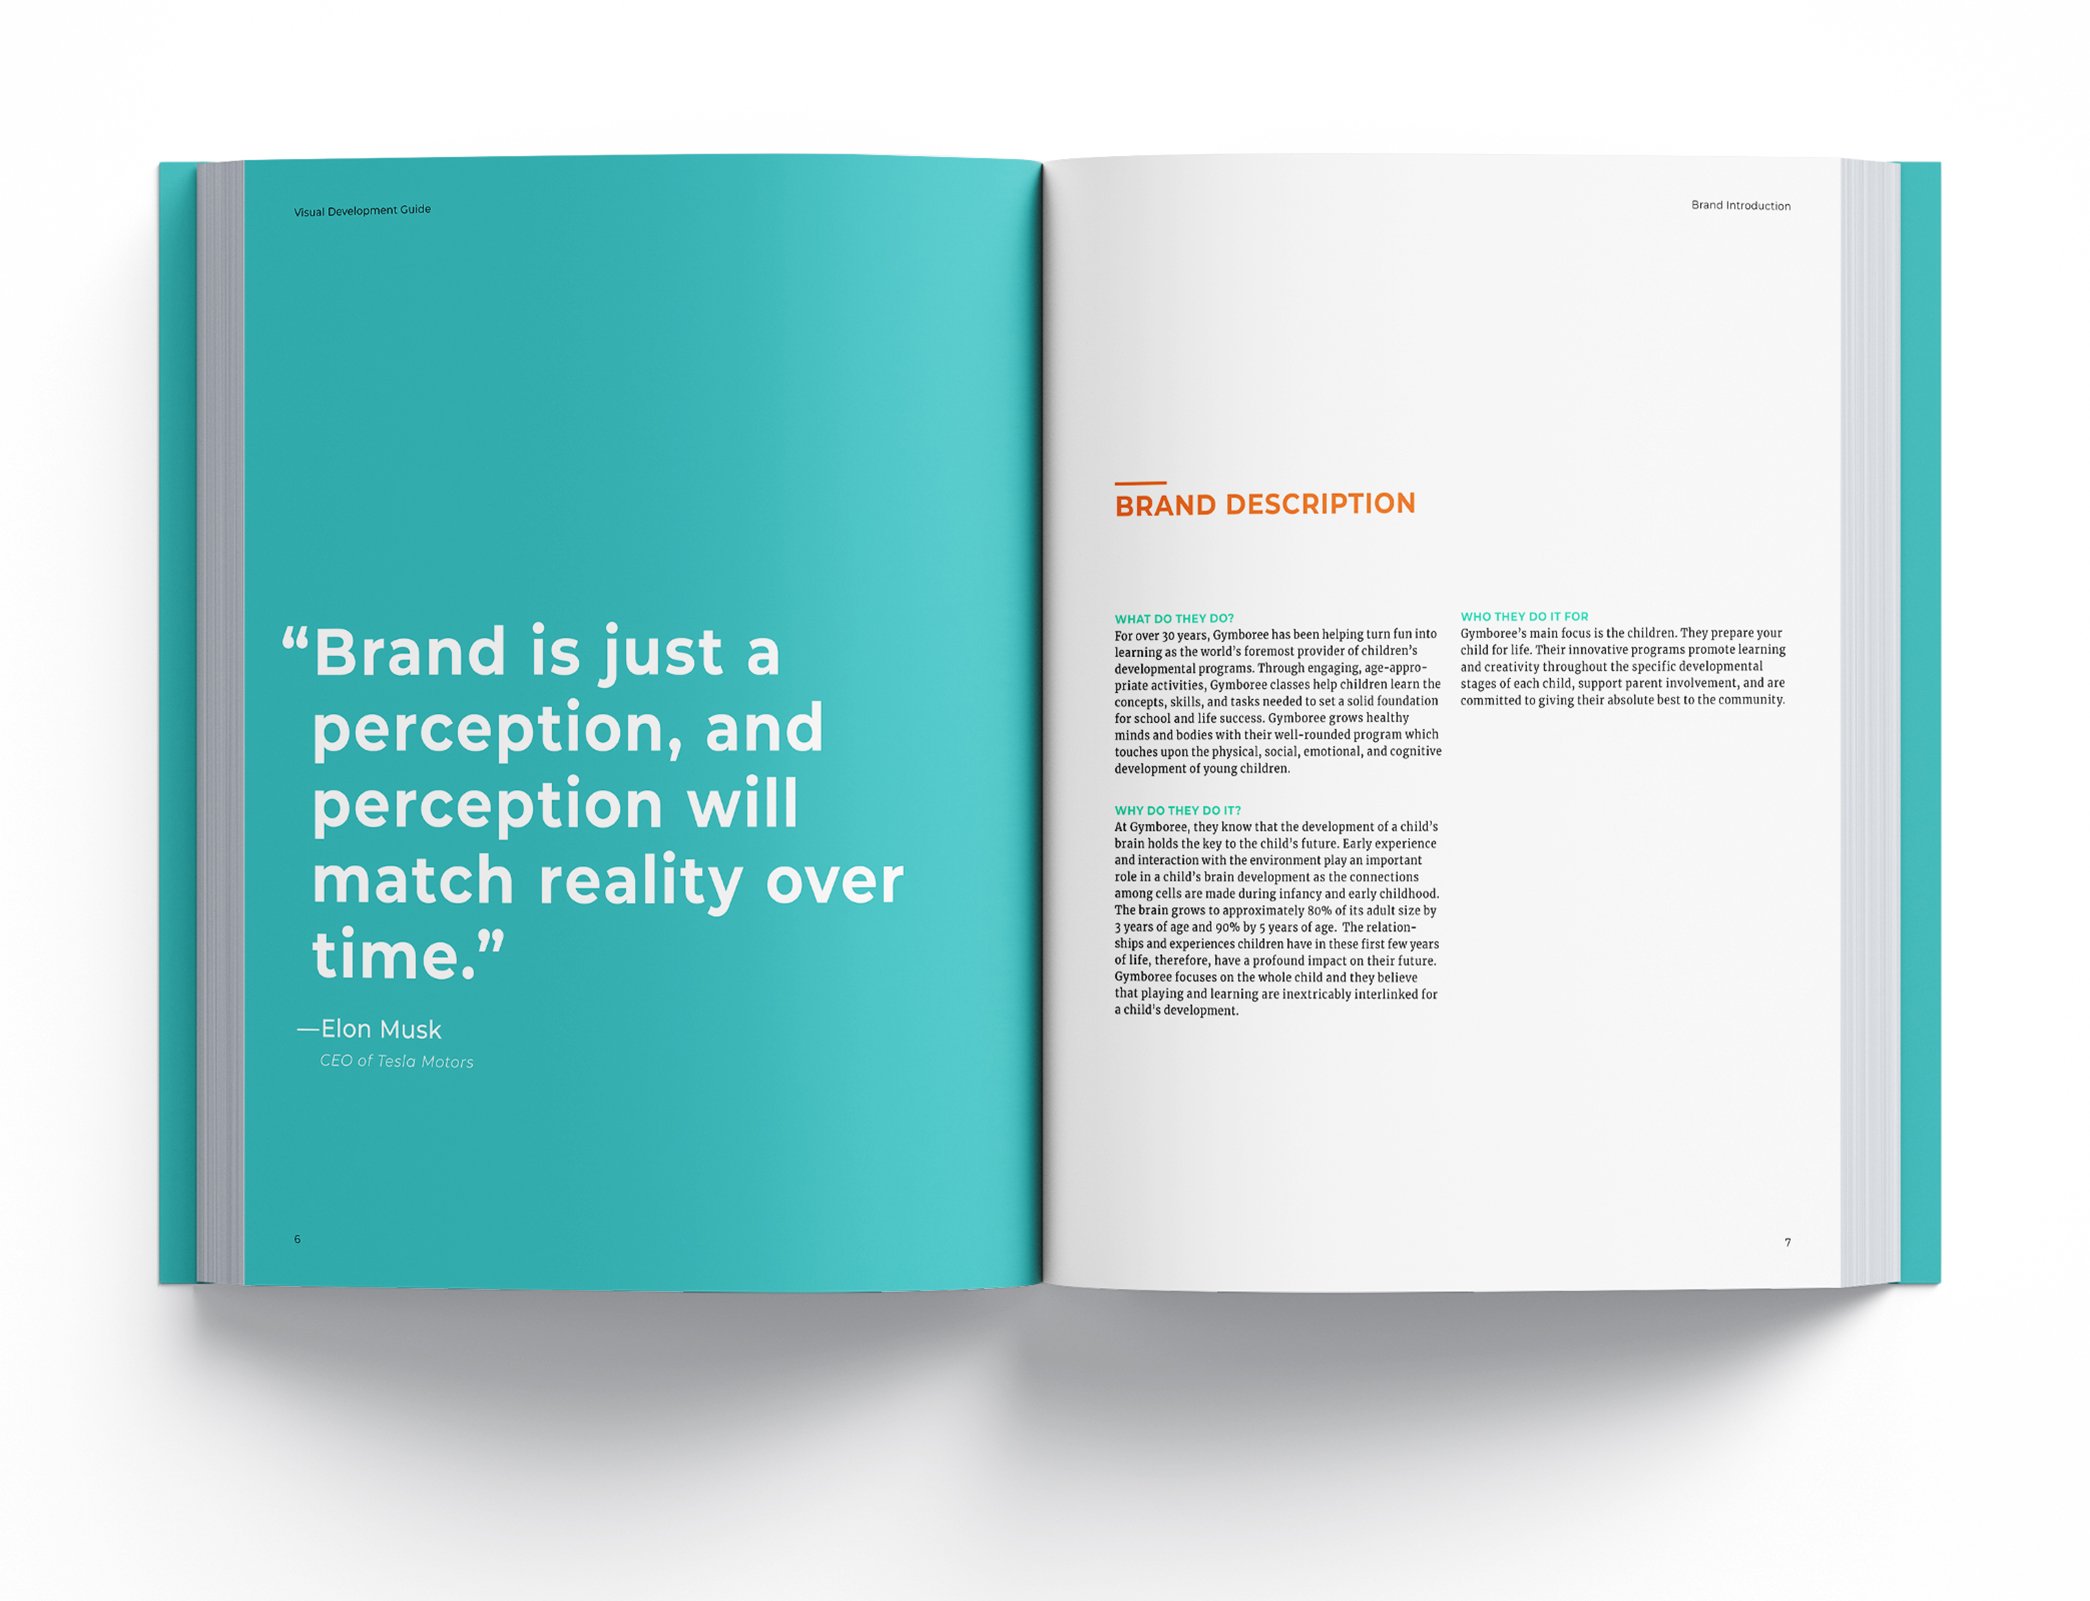 Visual Development Guide
“Brand is just a
perception, and
perception will
match reality over
time.”
—Elon Musk
CEO of Tesla Motors
6
Brand Introduction
BRAND DESCRIPTION
WHAT DO THEY DO?
For over 30 years, Gymboree has been helping turn fun into
learning as the world’s foremost provider of children’s
developmental programs. Through engaging, age-appro-
priate activities, Gymboree classes help children learn the
concepts, skills, and tasks needed to set a solid foundation
for school and life success. Gymboree grows healthy
minds and bodies with their well-rounded program which
touches upon the physical, social, emotional, and cognitive
development of young children.
WHY DO THEY DO IT?
At Gymboree, they know that the development of a child’s
brain holds the key to the child’s future. Early experience
and interaction with the environment play an important
role in a child’s brain development as the connections
among cells are made during infancy and early childhood.
The brain grows to approximately 80% of its adult size by
3 years of age and 90% by 5 years of age. The relation-
ships and experiences children have in these first few years
of life, therefore, have a profound impact on their future.
Gymboree focuses on the whole child and they believe
that playing and learning are inextricably interlinked for
a child’s development.
WHO THEY DO IT FOR
Gymboree’s main focus is the children. They prepare your
child for life. Their innovative programs promote learning
and creativity throughout the specific developmental
stages of each child, support parent involvement, and are
committed to giving their absolute best to the community.
7